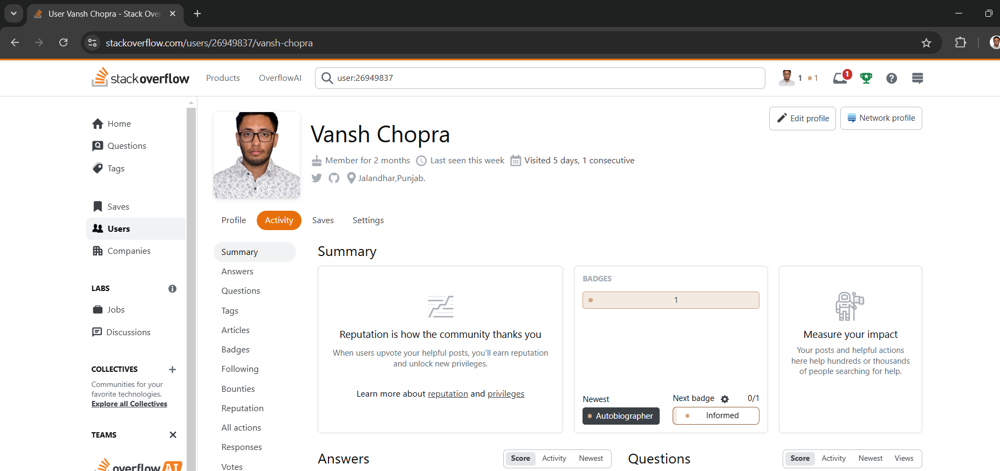 User Vansh Chopra - Stack Over
stackoverflow.com/users/26949837/vansh-chopra
stackoverflow
Products
OverflowAI
user:26949837
1
1
1
Home
Questions
Tags
Saves
Users
Companies
LABS
Jobs
Discussions
COLLECTIVES
Communities for your
favorite technologies.
Explore all Collectives
TEAMS
overflow AI
Edit profile
Network profile
Vansh Chopra
Member for 2 months
Last seen this week
Visited 5 days, 1 consecutive
Jalandhar,Punjab.
Profile
Activity
Saves
Settings
Summary
Answers
Questions
Tags
Articles
Badges
Following
Bounties
Reputation
All actions
Responses
Votes
Summary
Reputation is how the community thanks you
When users upvote your helpful posts, you'll earn reputation
and unlock new privileges.
Learn more about reputation and privileges
BADGES
1
Newest
Autobiographer
Next badge
0/1
Informed
Measure your impact
Your posts and helpful actions
here help hundreds or thousands
of people searching for help.
Answers
Score
Activity
Newest
Questions
Score
Activity
Newest
Views